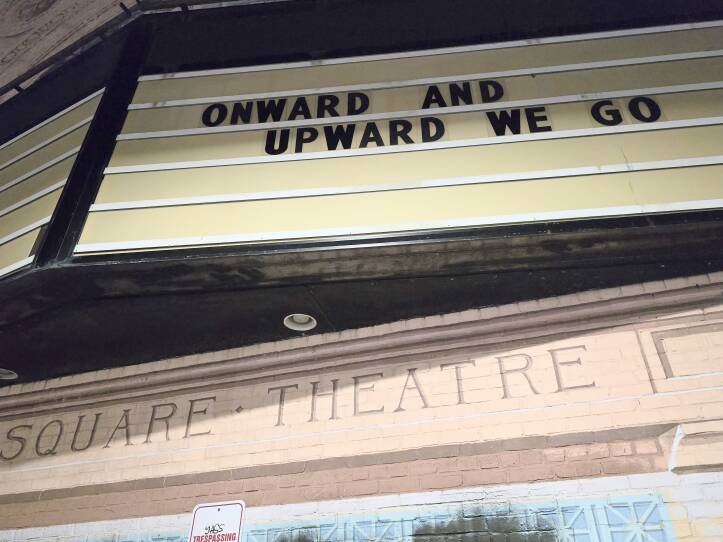 ONWARD AND
UPWARD WE GO
SQUARE · THEATRE
TRESPASSING